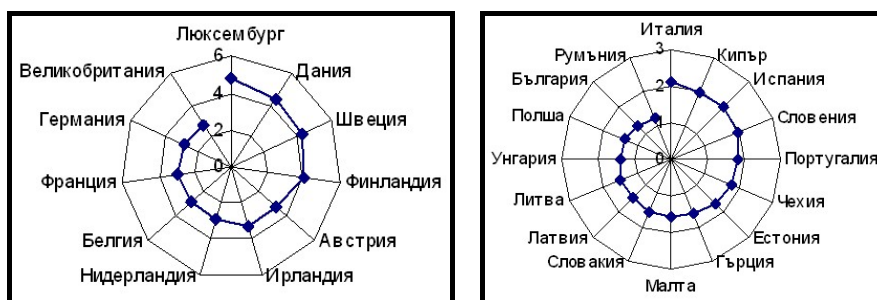 Люксембург
6
Великобритания
Дания
4
Германия
Швеция
2
0
Франция
Финландия
Белгия
Австрия
Нидерландия
Ирландия
Италия
3
Румъния
Кипър
България
2
Испания
Полша
1
Словения
Унгария
0
Португалия
Литва
Чехия
Латвия
Естония
Словакия
Гърция
Малта